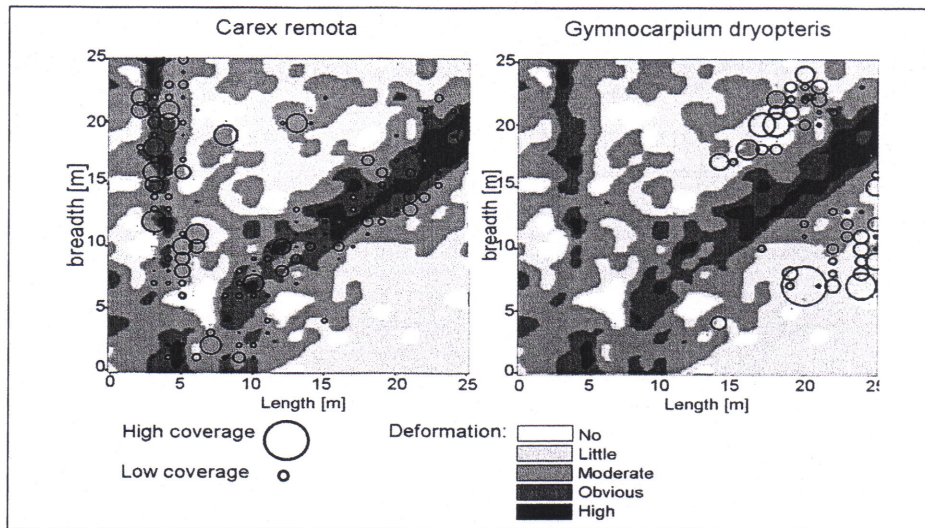 Carex remota
Gymnocarpium dryopteris
breadth [m]
25
20
15
10
5
0
0 5 10 15 20 25
Length [m]
25
20
15
10
5
0
0 5 10 15 20 25
Length [m]
High coverage
Low coverage
Deformation:
No
Little
Moderate
Obvious
High